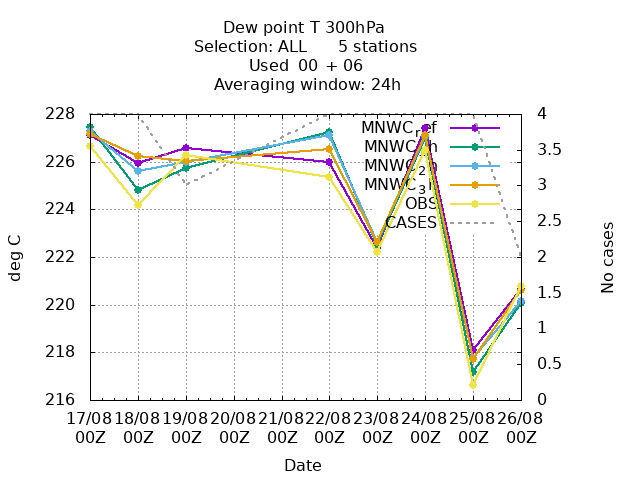 Dew point T 300hPa
Selection: ALL 5 stations
Used 00 + 06
Averaging window: 24h
228
226
224
222
220
218
216
deg C
4
3.5
3
2.5
2
1.5
1
0.5
0
No cases
MNWC_ref
OBS
CASES
17/08 18/08 19/08 20/08 21/08 22/08 23/08 24/08 25/08 26/08
00Z 00Z 00Z 00Z 00Z 00Z 00Z 00Z 00Z 00Z
Date